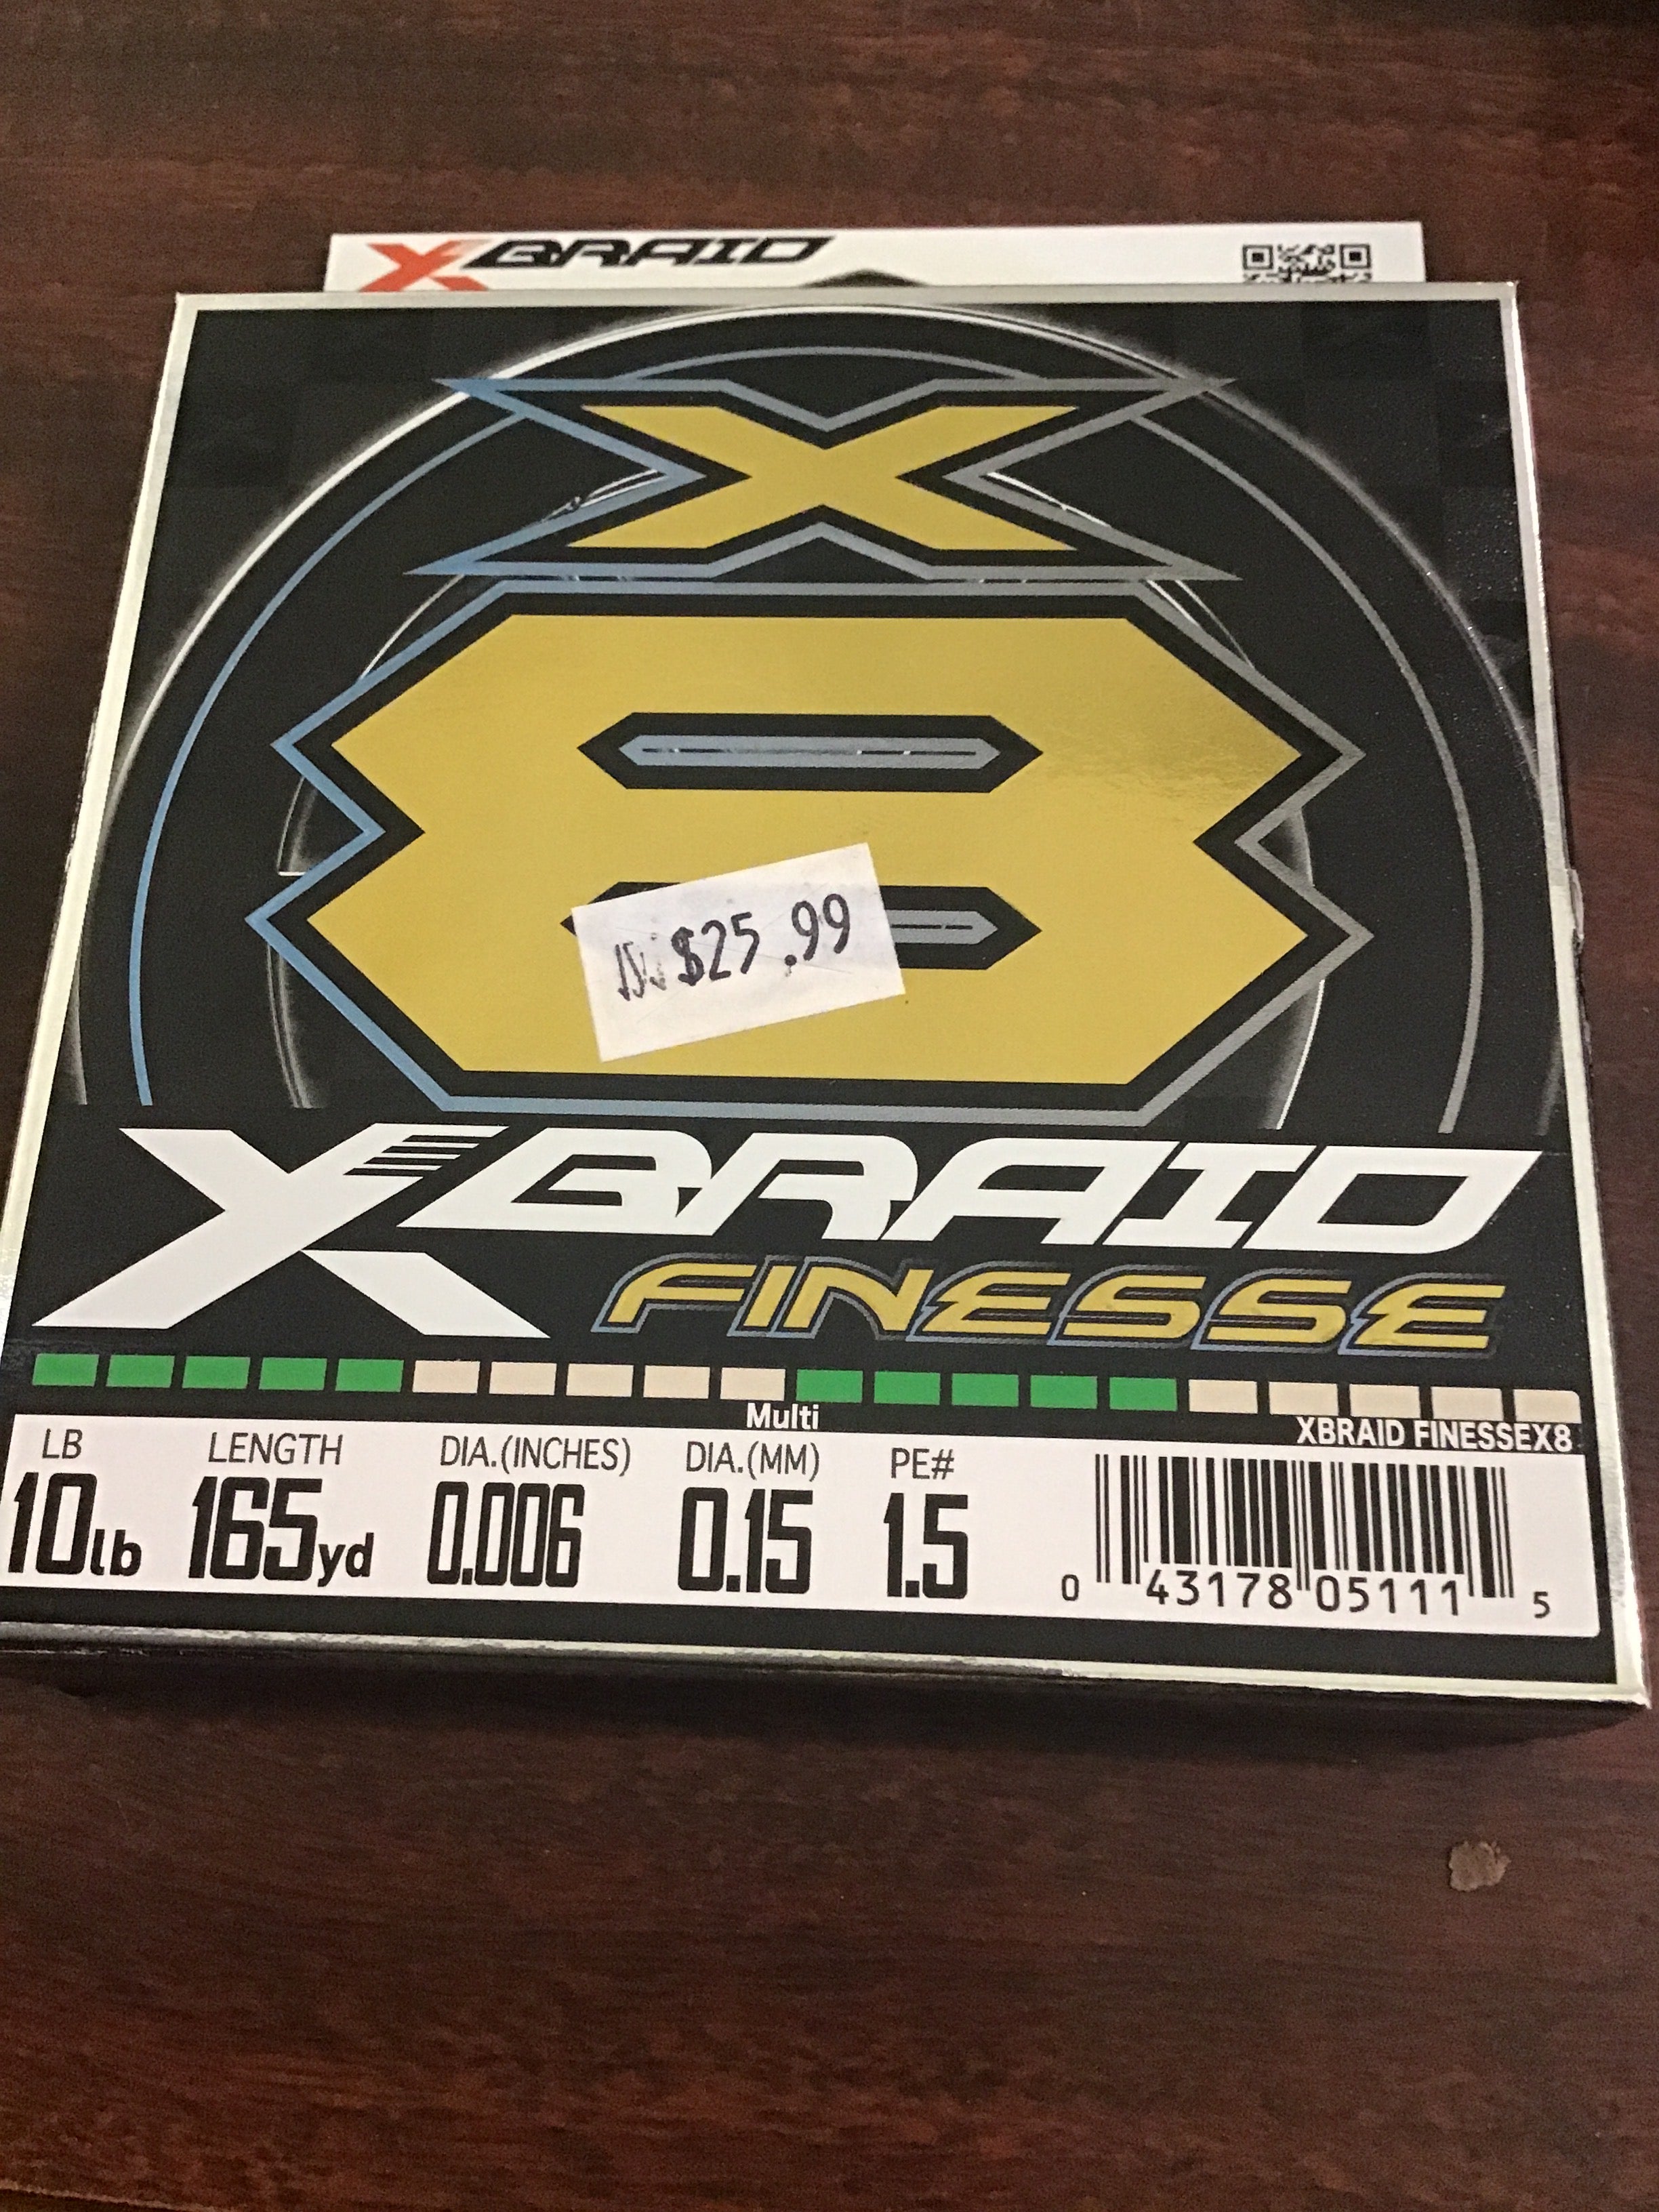 XBRAID
X
8
$25.99
XBRAID
FINESSE
Multi
XBRAID FINESSEX8
LB LENGTH DIA.(INCHES) DIA.(MM) PE#
10lb 165yd 0.006 0.15 1.5
0 43178 05111 5